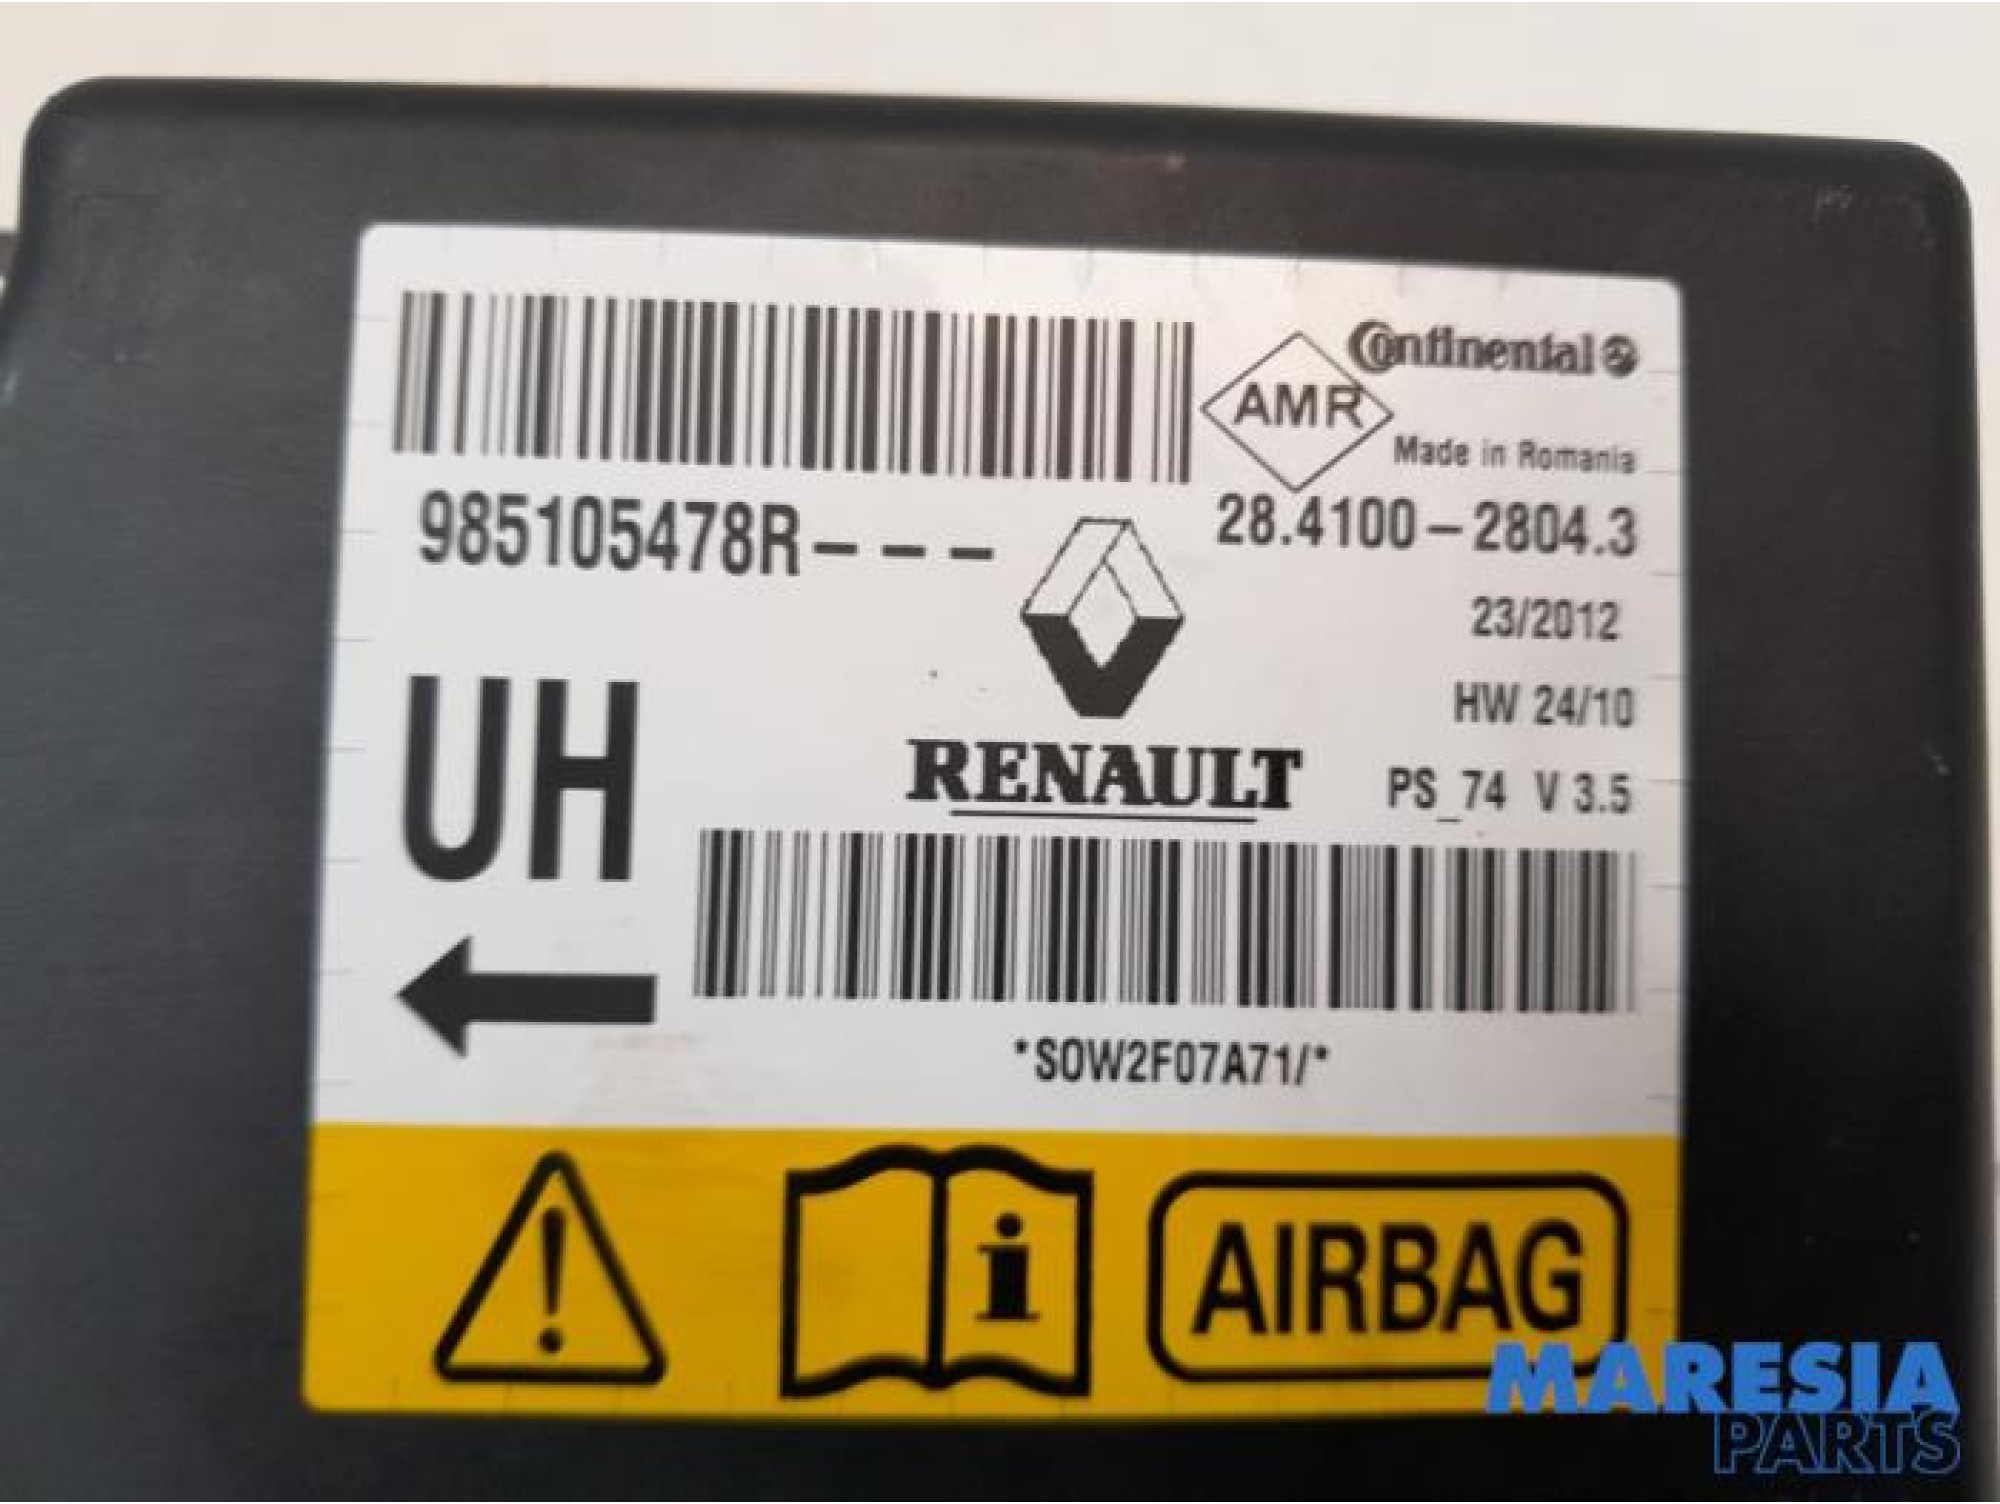 Continental
AMR
Made in Romania
985105478R---
28.4100-2804.3
23/2012
HW 24/10
UH
RENAULT
PS_74 V 3.5
*S0W2F07A71/*
i
AIRBAG
MARESIA
PARTS